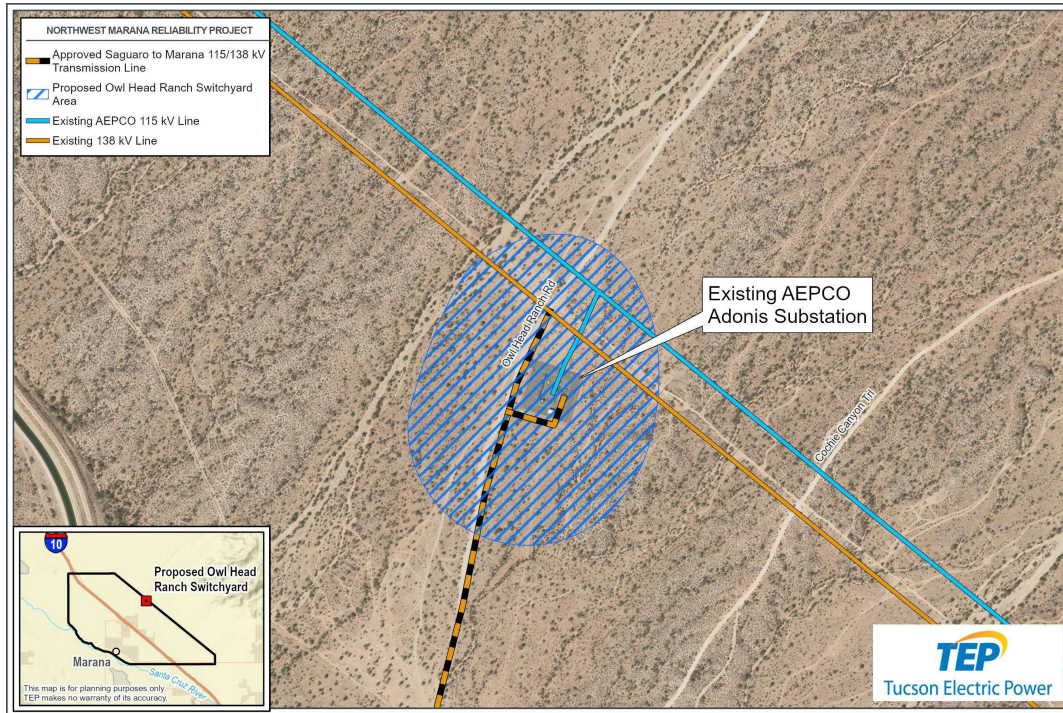 NORTHWEST MARANA RELIABILITY PROJECT
Approved Saguaro to Marana 115/138 kV
Transmission Line
Proposed Owl Head Ranch Switchyard
Area
Existing AEPCO 115 kV Line
Existing 138 kV Line
Owl Head Ranch Rd
Existing AEPCO
Adonis Substation
Cochie Canyon Trl
10
Proposed Owl Head
Ranch Switchyard
Marana
Santa Cruz River
This map is for planning purposes only.
TEP makes no warranty of its accuracy.
TEP
Tucson Electric Power